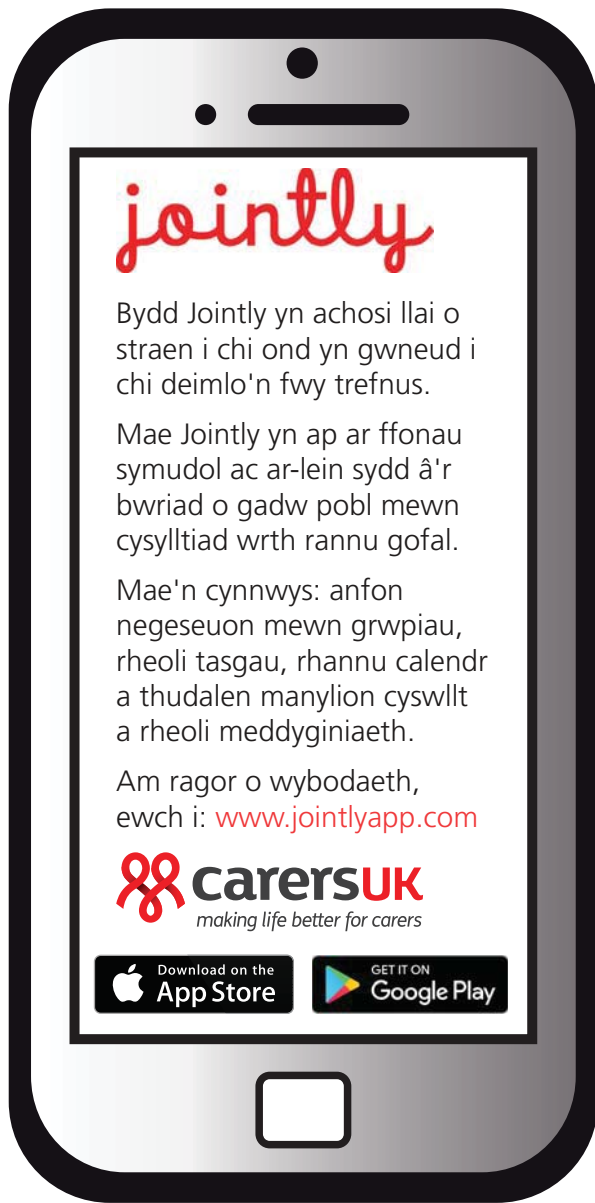 jointly
Bydd Jointly yn achosi llai o
straen i chi ond yn gwneud i
chi deimlo'n fwy trefnus.
Mae Jointly yn ap ar ffonau
symudol ac ar-lein sydd â'r
bwriad o gadw pobl mewn
cysylltiad wrth rannu gofal.
Mae'n cynnwys: anfon
negeseuon mewn grwpiau,
rheoli tasgau, rhannu calendr
a thudalen manylion cyswllt
a rheoli meddyginiaeth.
Am ragor o wybodaeth,
ewch i: www.jointlyapp.com
carersUK
making life better for carers
Download on the
App Store
GET IT ON
Google Play